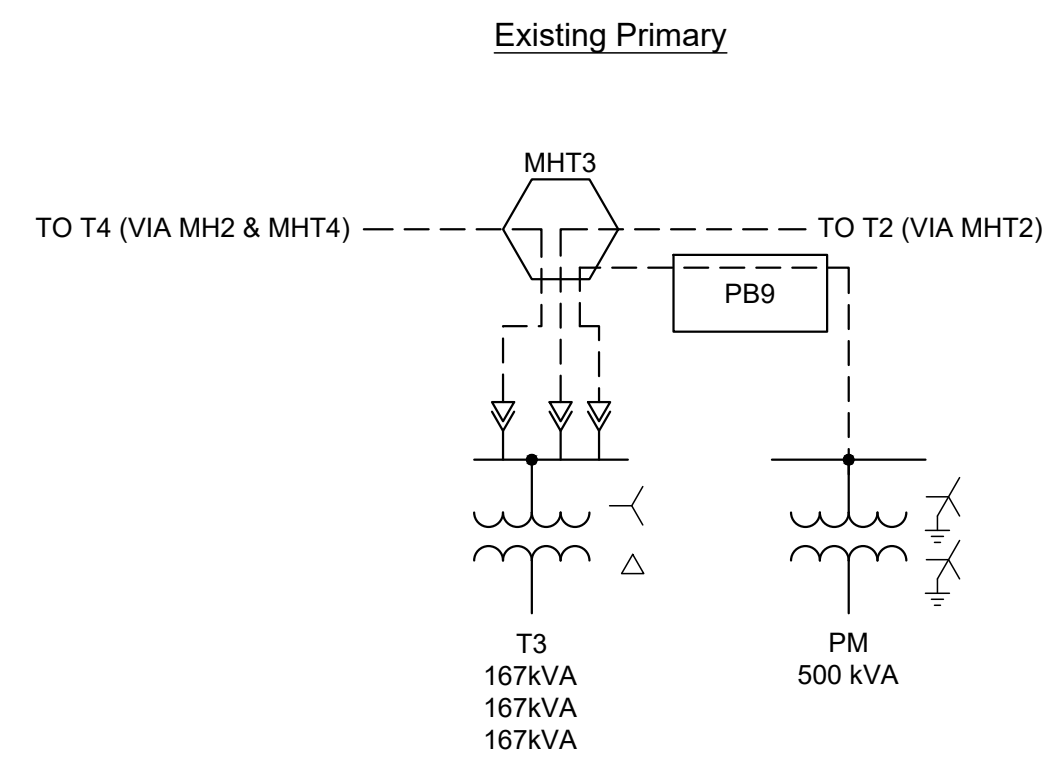 Existing Primary
MHT3
TO T4 (VIA MH2 & MHT4)
TO T2 (VIA MHT2)
PB9
T3
167kVA
167kVA
167kVA
PM
500 kVA